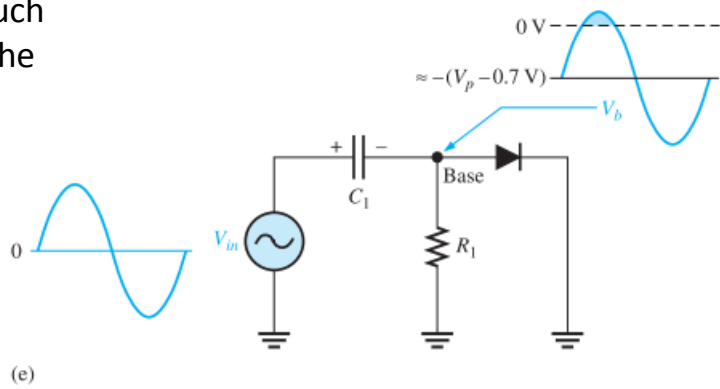 uch
he
0 V
≈ –(Vp –0.7 V)
Vb
+ –
C1
Base
0
Vin
R1
(e)